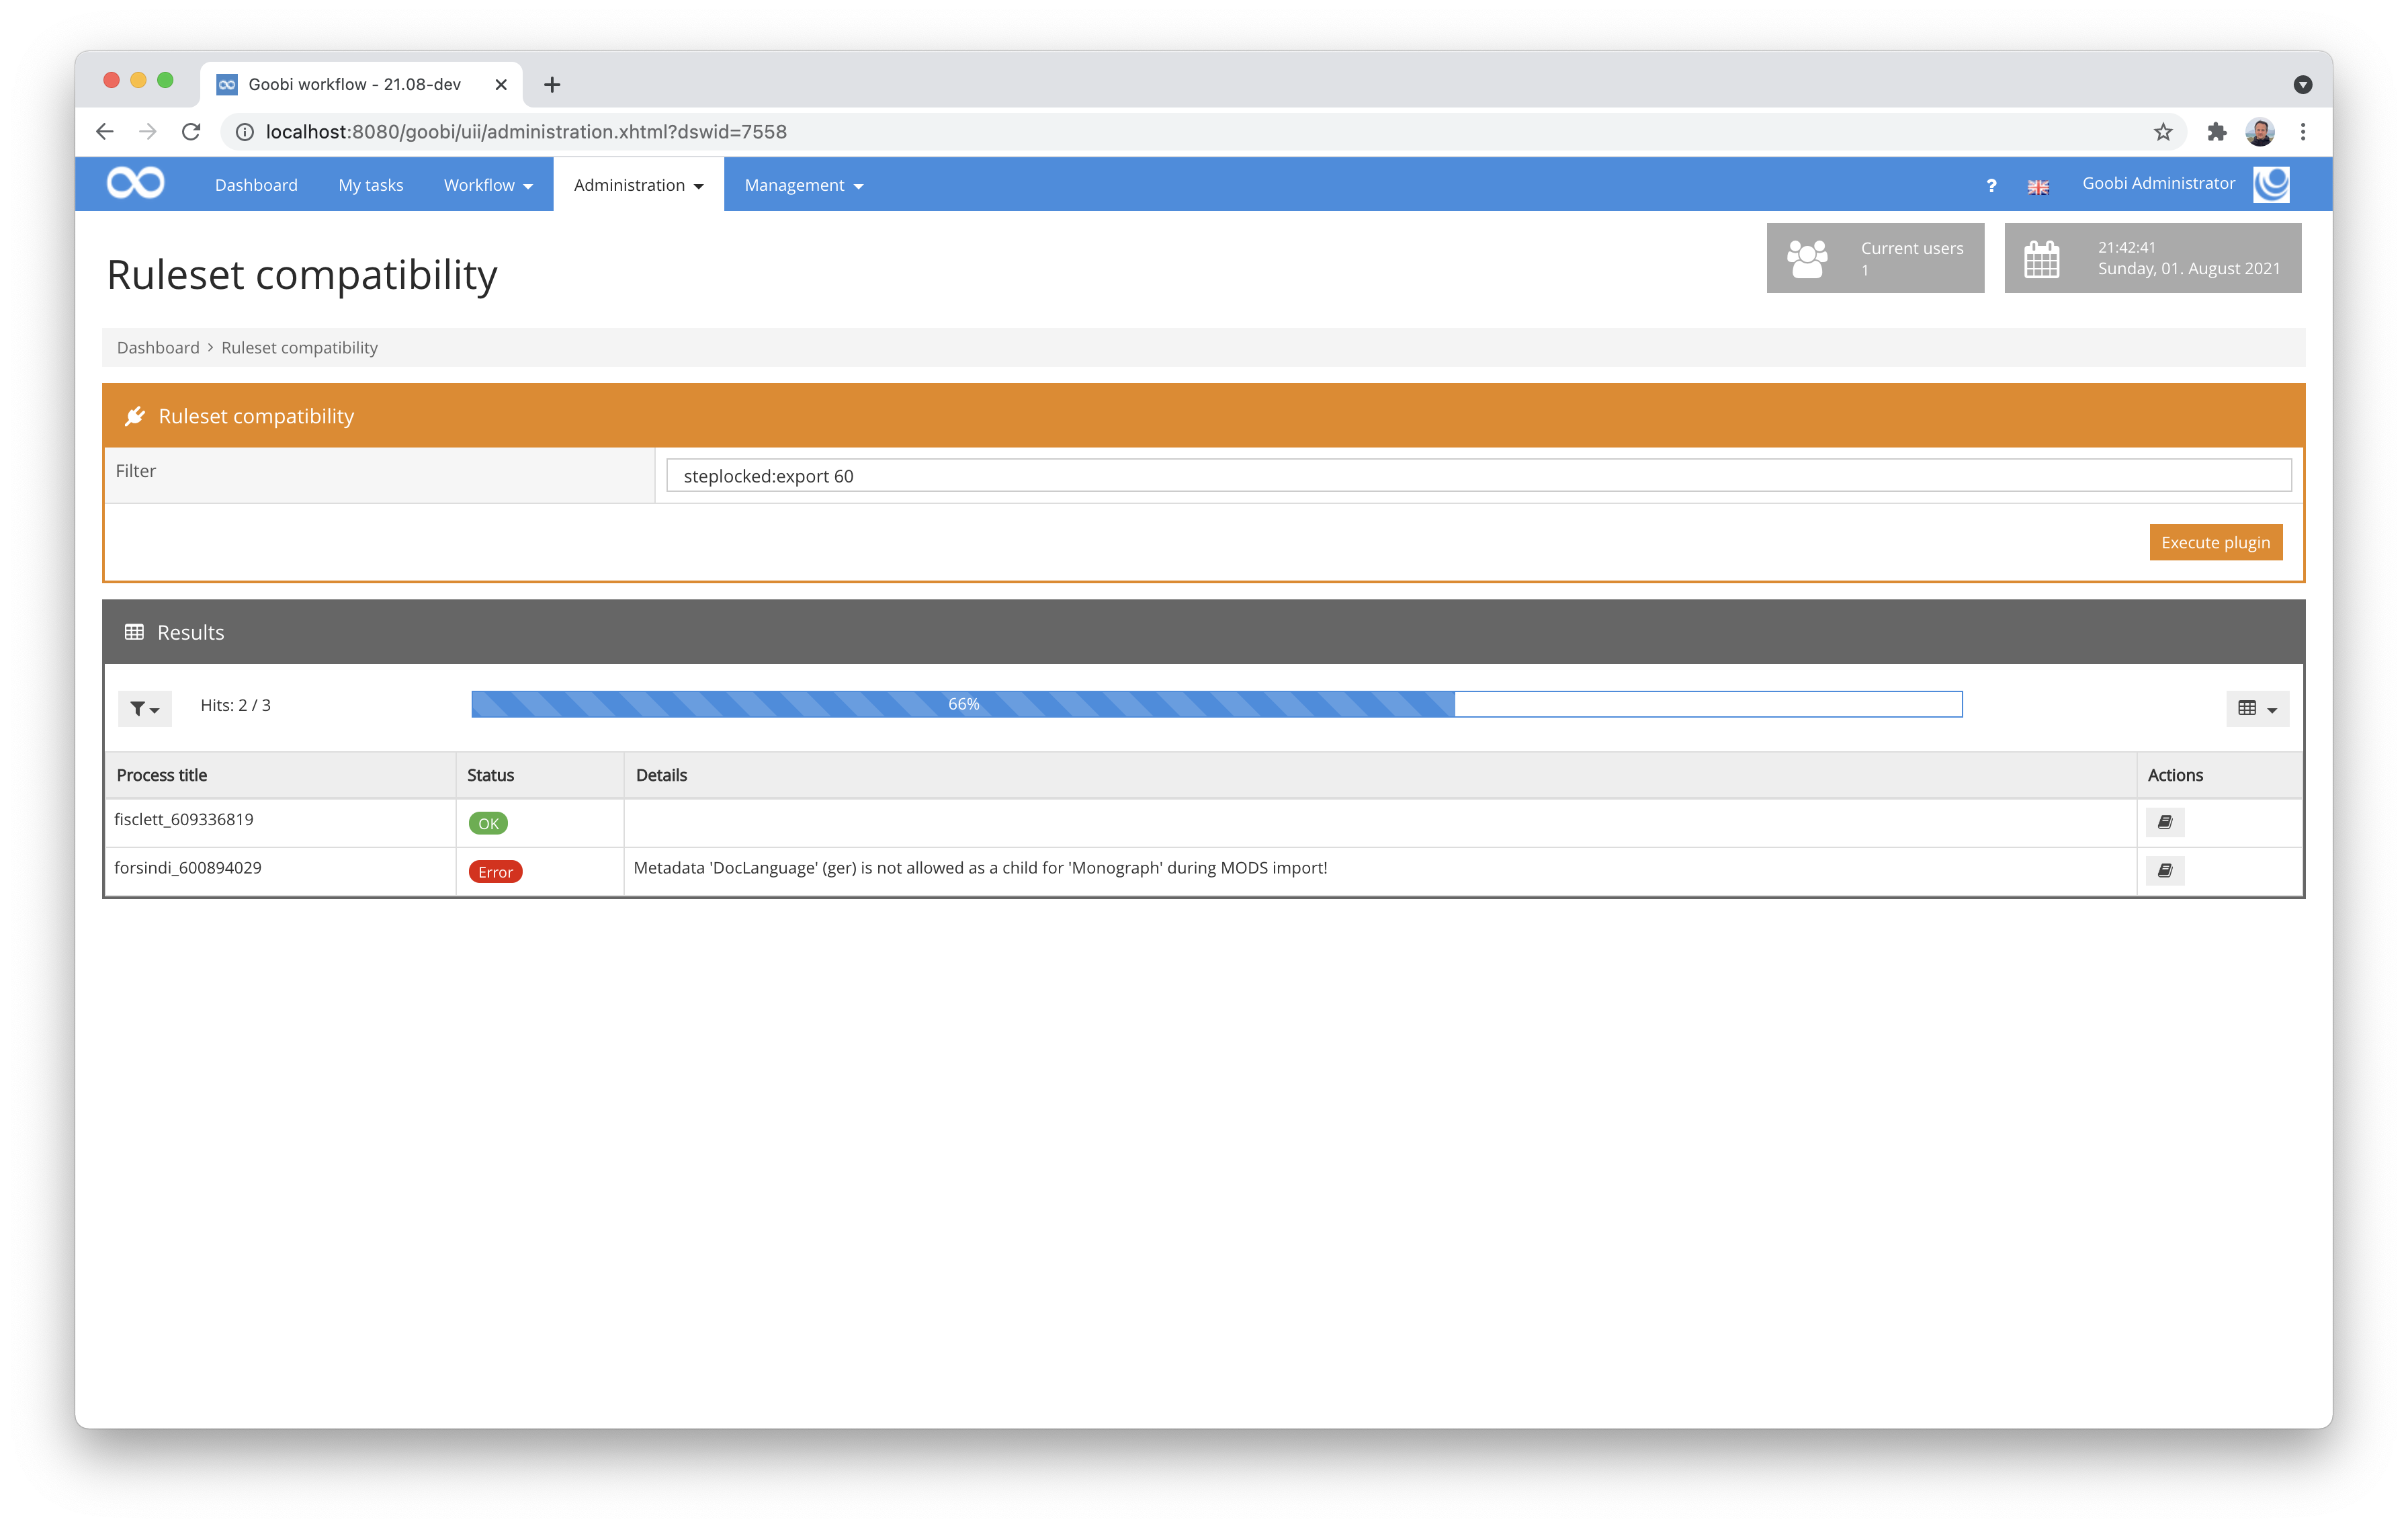 Goobi workflow - 21.08-dev
localhost:8080/goobi/uii/administration.xhtml?dswid=7558
Dashboard My tasks Workflow Administration Management ? Goobi Administrator
Ruleset compatibility
Current users
1
21:42:41
Sunday, 01. August 2021
Dashboard > Ruleset compatibility
Ruleset compatibility
Filter steplocked:export 60
Execute plugin
Results
Hits: 2 / 3 66%
Process title Status Details Actions
fisclett_609336819 OK
forsindi_600894029 Error Metadata 'DocLanguage' (ger) is not allowed as a child for 'Monograph' during MODS import!